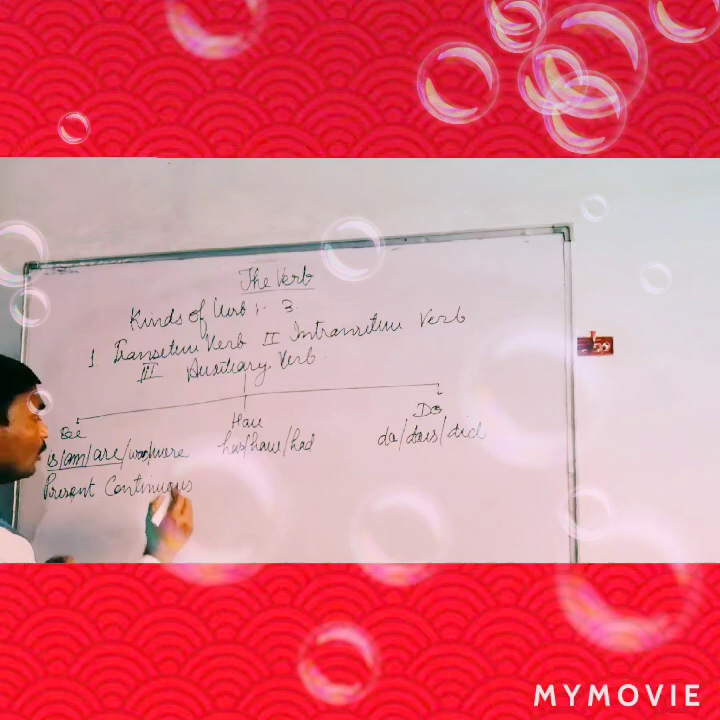 The Verb
Kinds of Verb :- 3
1. Transitive Verb II Intransitive Verb
III Auxiliary Verb.
Be Have Do
is/am/are/was/were has/have/had do/does/did
Present Continuous
MYMOVIE